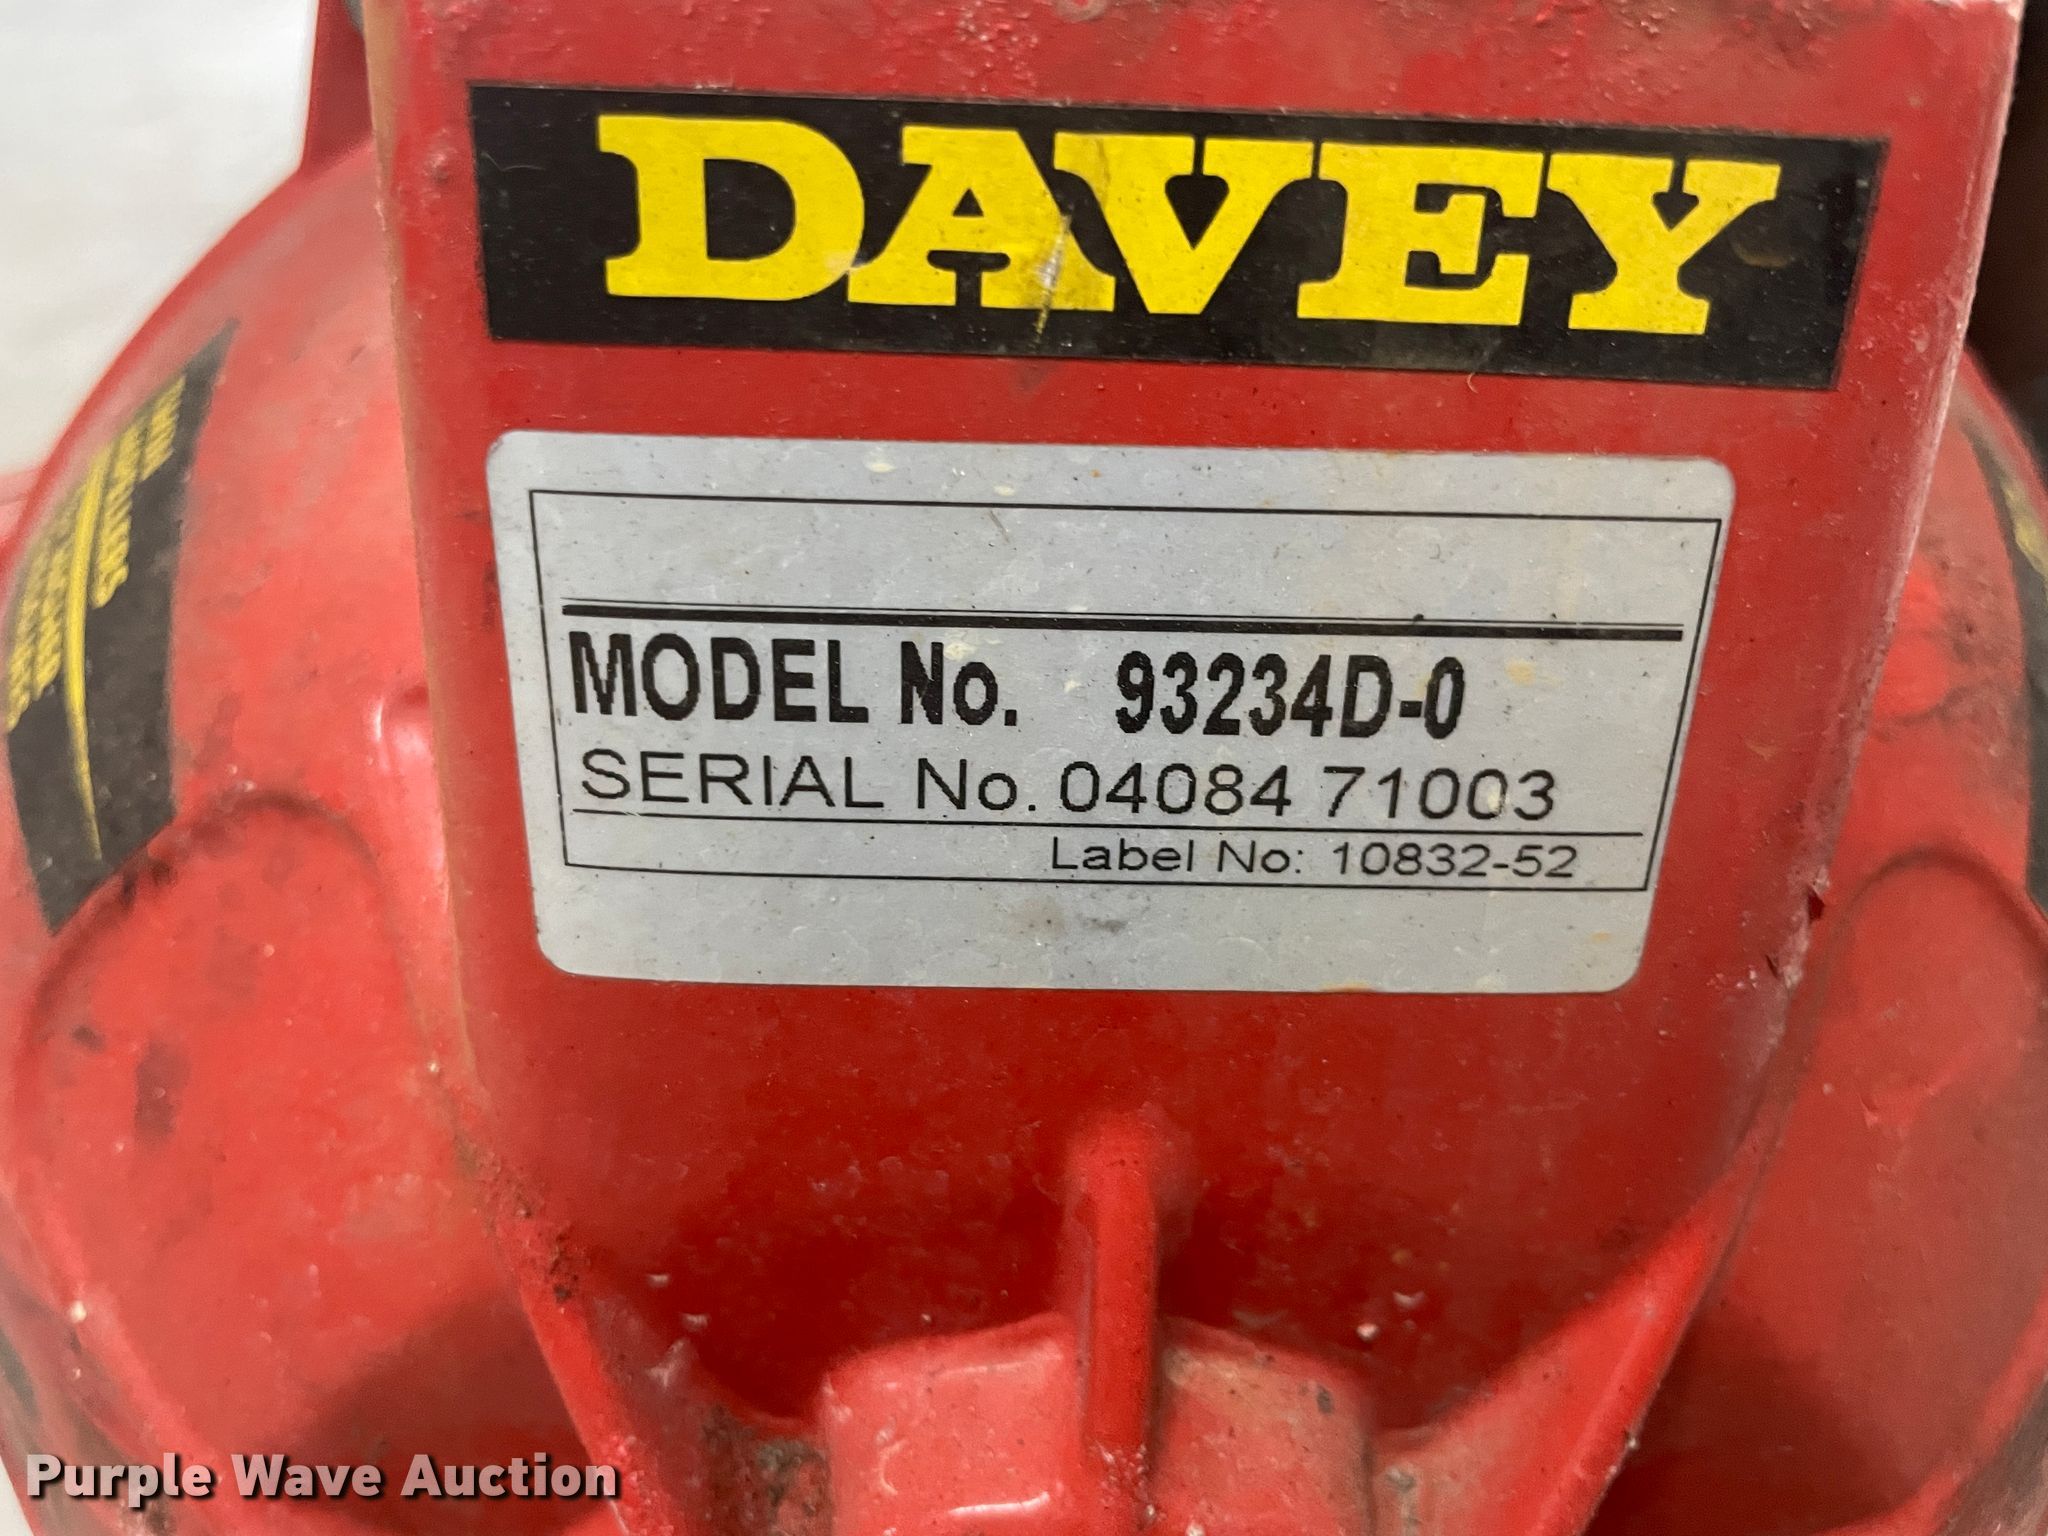 DAVEY
MODEL No. 93234D-0
SERIAL No. 04084 71003
Label No: 10832-52
Purple Wave Auction